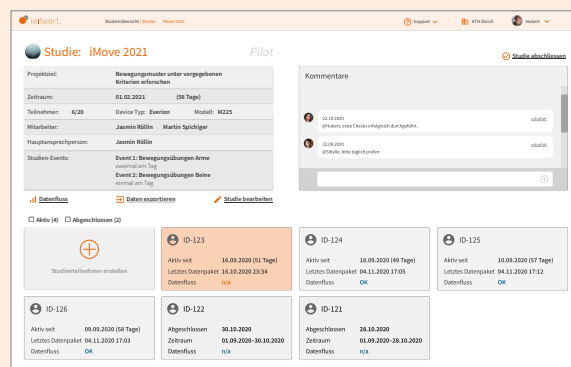 leitwert.
Studienübersicht | Studie: iMove 2021
Support
ETH Zürich
Hubert
Studie: iMove 2021
Pilot
Studie abschliessen
Projektziel: Bewegungsmuster unter vorgegebenen
Kriterien erforschen
Zeitraum: 01.02.2021 (58 Tage)
Teilnehmer: 6/20 Device Typ: Everion Modell: M225
Mitarbeiter: Jasmin Röllin Martin Spichiger
Hauptansprechperson: Jasmin Röllin
Studien-Events: Event 1: Bewegungsübungen Arme
zweimal am Tag
Event 2: Bewegungsübungen Beine
einmal am Tag
Kommentare
22.10.2020
@Hubert, erste Checks erfolgreich durchgeführt.
erledigt
22.09.2020
@Sibylle, bitte täglich prüfen
erledigt
Datenfluss
Daten exportieren
Studie bearbeiten
Aktiv (4) Abgeschlossen (2)
Studienteilnehmer erstellen
ID-123
Aktiv seit 16.09.2020 (51 Tage)
Letztes Datenpaket 16.10.2020 23:34
Datenfluss n/a
ID-124
Aktiv seit 18.09.2020 (49 Tage)
Letztes Datenpaket 04.11.2020 17:05
Datenfluss OK
ID-125
Aktiv seit 10.09.2020 (57 Tage)
Letztes Datenpaket 04.11.2020 17:12
Datenfluss OK
ID-126
Aktiv seit 09.09.2020 (58 Tage)
Letztes Datenpaket 04.11.2020 17:03
Datenfluss OK
ID-122
Abgeschlossen 30.10.2020
Zeitraum 01.09.2020–30.10.2020
Datenfluss n/a
ID-121
Abgeschlossen 28.10.2020
Zeitraum 01.09.2020–28.10.2020
Datenfluss n/a